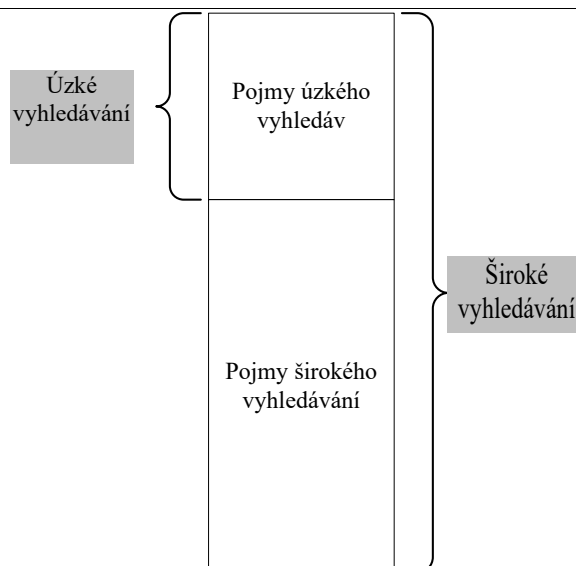 Úzké
vyhledávání
Pojmy úzkého
vyhledáv
Široké
vyhledávání
Pojmy širokého
vyhledávání